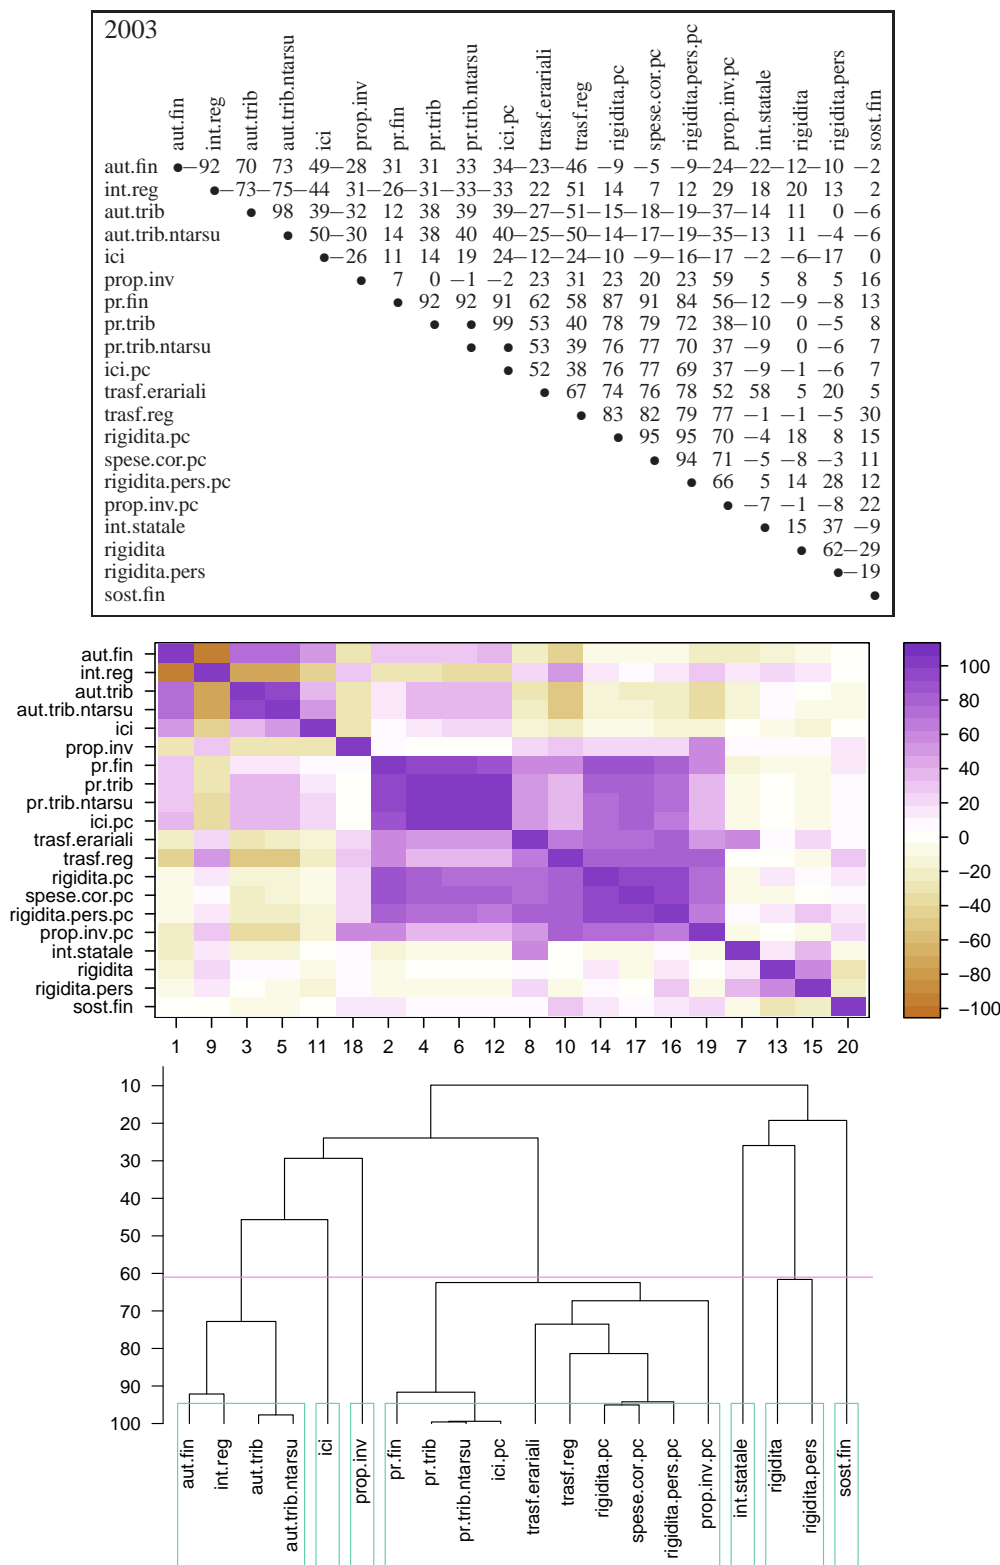 2003
aut.fin int.reg aut.trib aut.trib.ntarsu ici prop.inv pr.fin pr.trib pr.trib.ntarsu ici.pc trasf.erariali trasf.reg rigidita.pc spese.cor.pc rigidita.pers.pc prop.inv.pc int.statale rigidita rigidita.pers sost.fin
aut.fin ●−92 70 73 49−28 31 31 33 34−23−46 −9 −5 −9−24−22−12−10 −2
int.reg ●−73−75−44 31−26−31−33−33 22 51 14 7 12 29 18 20 13 2
aut.trib ● 98 39−32 12 38 39 39−27−51−15−18−19−37−14 11 0 −6
aut.trib.ntarsu ● 50−30 14 38 40 40−25−50−14−17−19−35−13 11 −4 −6
ici ●−26 11 14 19 24−12−24−10 −9−16−17 −2 −6−17 0
prop.inv ● 7 0 −1 −2 23 31 23 20 23 59 5 8 5 16
pr.fin ● 92 92 91 62 58 87 91 84 56−12 −9 −8 13
pr.trib ● ● 99 53 40 78 79 72 38−10 0 −5 8
pr.trib.ntarsu ● ● 53 39 76 77 70 37 −9 0 −6 7
ici.pc ● 52 38 76 77 69 37 −9 −1 −6 7
trasf.erariali ● 67 74 76 78 52 58 5 20 5
trasf.reg ● 83 82 79 77 −1 −1 −5 30
rigidita.pc ● 95 95 70 −4 18 8 15
spese.cor.pc ● 94 71 −5 −8 −3 11
rigidita.pers.pc ● 66 5 14 28 12
prop.inv.pc ● −7 −1 −8 22
int.statale ● 15 37 −9
rigidita ● 62−29
rigidita.pers ●−19
sost.fin ●
aut.fin
int.reg
aut.trib
aut.trib.ntarsu
ici
prop.inv
pr.fin
pr.trib
pr.trib.ntarsu
ici.pc
trasf.erariali
trasf.reg
rigidita.pc
spese.cor.pc
rigidita.pers.pc
prop.inv.pc
int.statale
rigidita
rigidita.pers
sost.fin
1 9 3 5 11 18 2 4 6 12 8 10 14 17 16 19 7 13 15 20
100
80
60
40
20
0
−20
−40
−60
−80
−100
10
20
30
40
50
60
70
80
90
100
aut.fin int.reg aut.trib aut.trib.ntarsu ici prop.inv pr.fin pr.trib pr.trib.ntarsu ici.pc trasf.erariali trasf.reg rigidita.pc spese.cor.pc rigidita.pers.pc prop.inv.pc int.statale rigidita rigidita.pers sost.fin